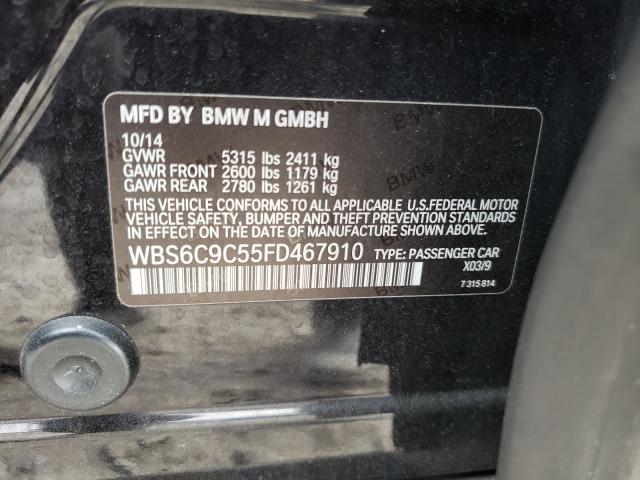 MFD BY BMW M GMBH
10/14
GVWR 5315 lbs 2411 kg
GAWR FRONT 2600 lbs 1179 kg
GAWR REAR 2780 lbs 1261 kg
THIS VEHICLE CONFORMS TO ALL APPLICABLE U.S.FEDERAL MOTOR
VEHICLE SAFETY, BUMPER AND THEFT PREVENTION STANDARDS
IN EFFECT ON THE DATE OF MANUFACTURE SHOWN ABOVE.
WBS6C9C55FD467910 TYPE: PASSENGER CAR
X03/9
7 315 814